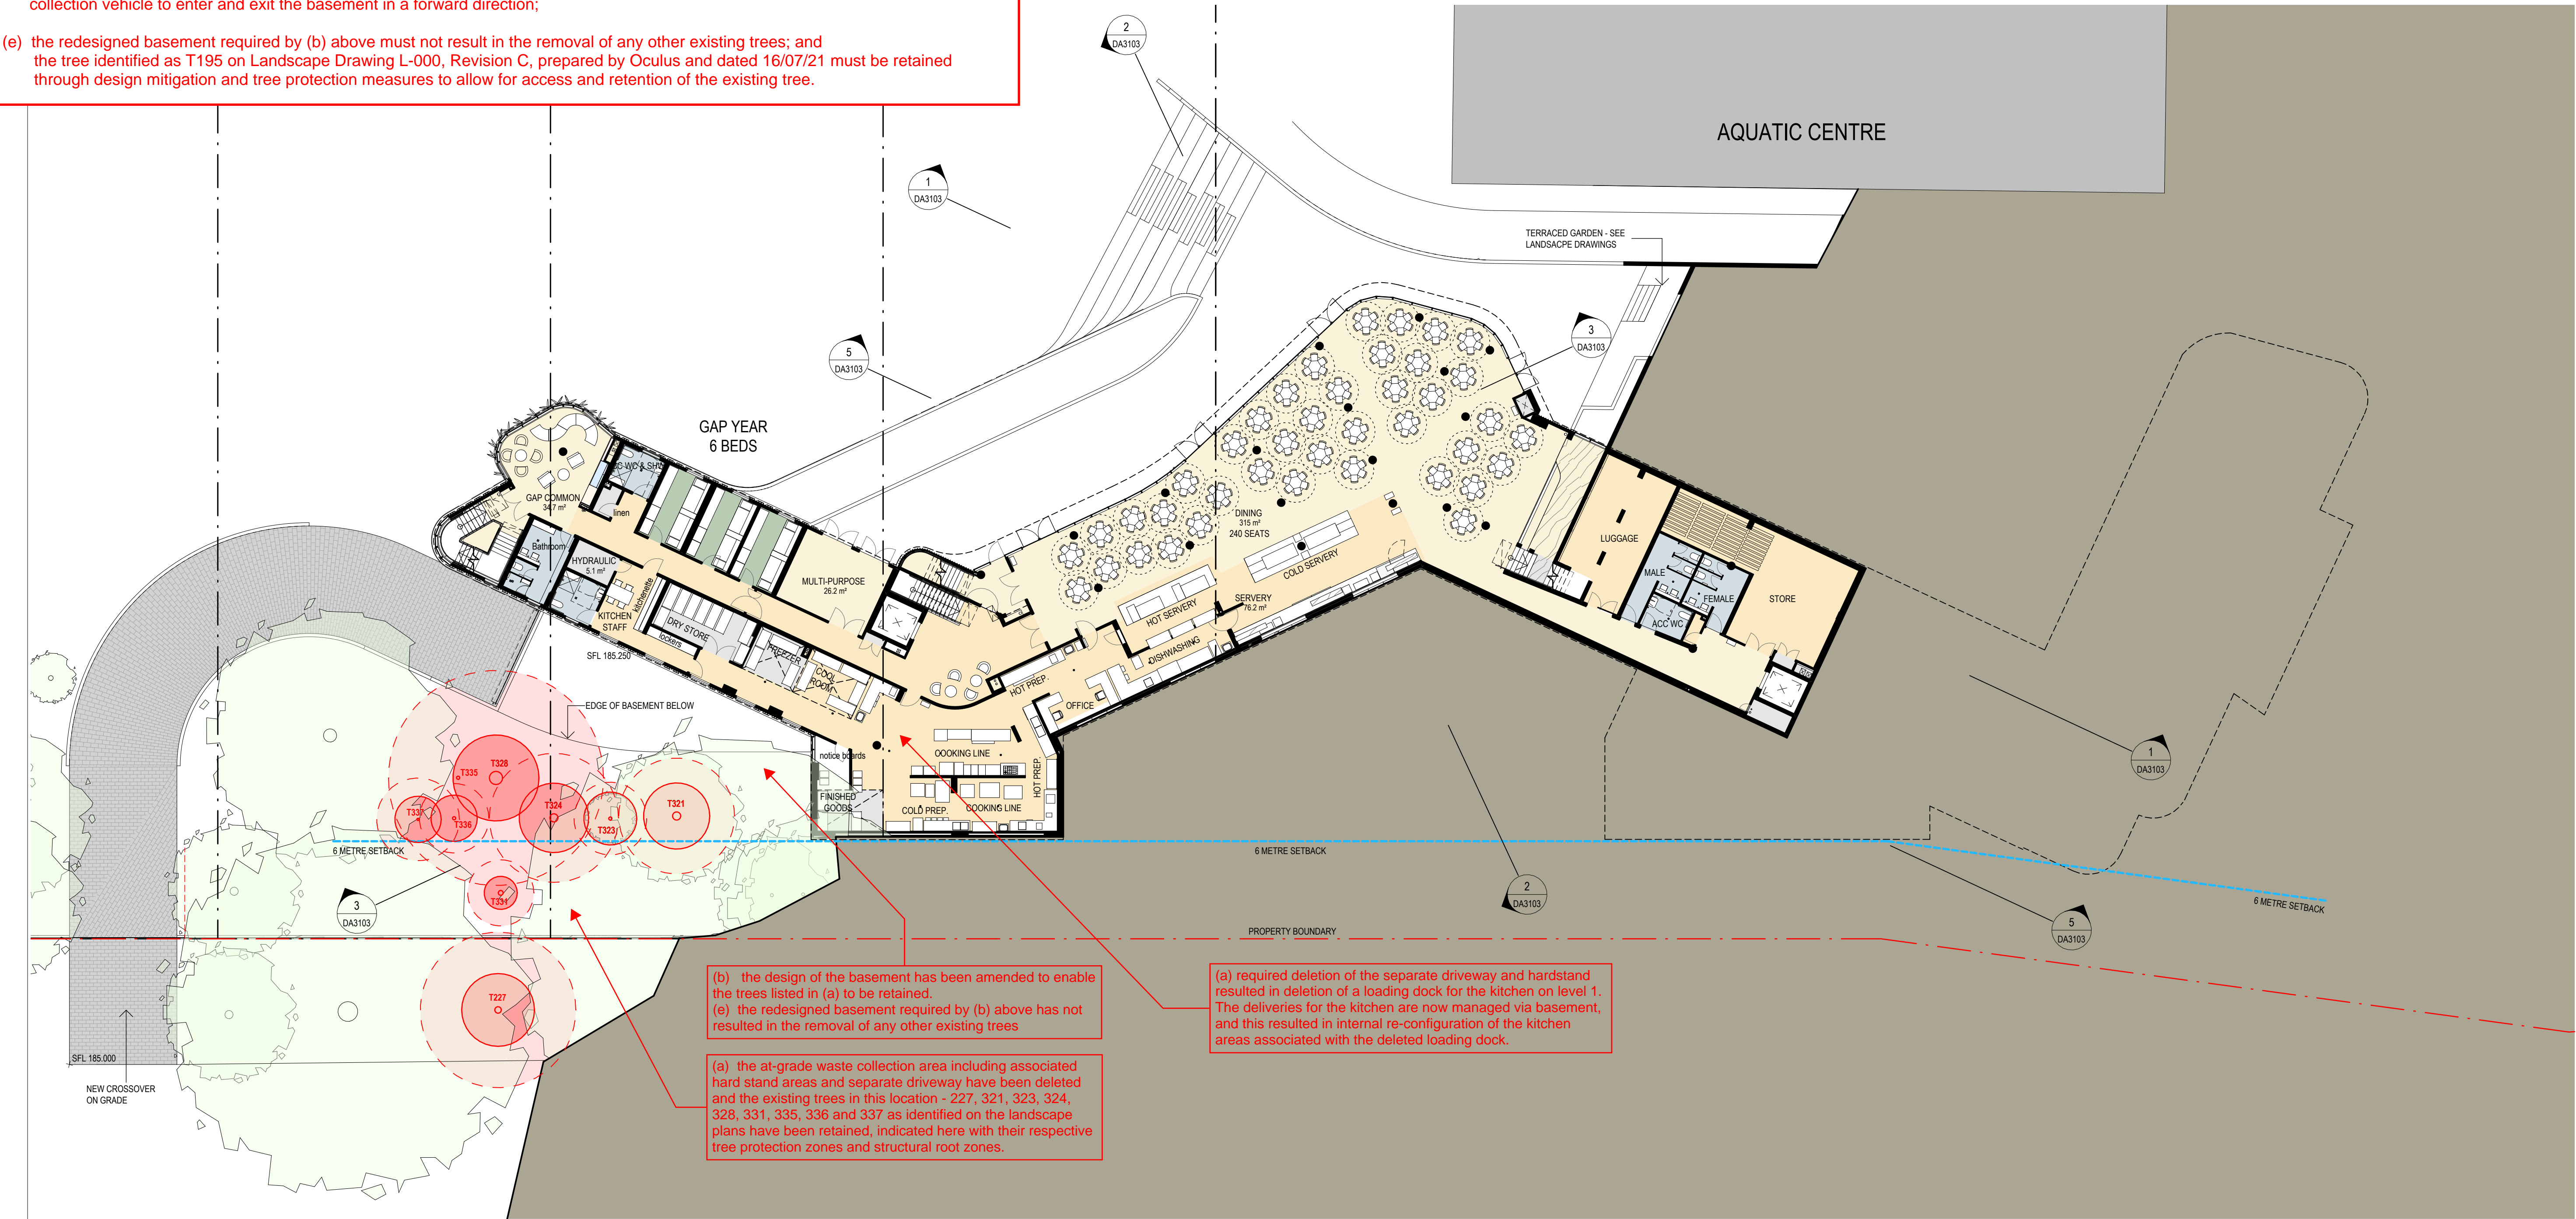 collection vehicle to enter and exit the basement in a forward direction;
(e) the redesigned basement required by (b) above must not result in the removal of any other existing trees; and
the tree identified as T195 on Landscape Drawing L-000, Revision C, prepared by Oculus and dated 16/07/21 must be retained
through design mitigation and tree protection measures to allow for access and retention of the existing tree.
2
DA3103
AQUATIC CENTRE
1
DA3103
TERRACED GARDEN - SEE
LANDSACPE DRAWINGS
5
DA3103
3
DA3103
GAP YEAR
6 BEDS
GAP COMMON
34.7 m²
linen
Bathroom
HYDRAULIC
5.1 m²
KITCHEN
STAFF
kitchenette
lockers
DRY STORE
FREEZER
COOL
ROOM
MULTI-PURPOSE
26.2 m²
SFL 185.250
DINING
315 m²
240 SEATS
COLD SERVERY
HOT SERVERY
SERVERY
76.2 m²
DISHWASHING
HOT PREP.
OFFICE
LUGGAGE
MALE
FEMALE
ACC WC
STORE
EDGE OF BASEMENT BELOW
notice boards
COOKING LINE
HOT PREP.
FINISHED
GOODS
COLD PREP.
COOKING LINE
1
DA3103
T328
T335
T337
T336
T324
T323
T321
T331
T227
6 METRE SETBACK
6 METRE SETBACK
6 METRE SETBACK
3
DA3103
2
DA3103
5
DA3103
PROPERTY BOUNDARY
(b) the design of the basement has been amended to enable
the trees listed in (a) to be retained.
(e) the redesigned basement required by (b) above has not
resulted in the removal of any other existing trees
(a) required deletion of the separate driveway and hardstand
resulted in deletion of a loading dock for the kitchen on level 1.
The deliveries for the kitchen are now managed via basement,
and this resulted in internal re-configuration of the kitchen
areas associated with the deleted loading dock.
(a) the at-grade waste collection area including associated
hard stand areas and separate driveway have been deleted
and the existing trees in this location - 227, 321, 323, 324,
328, 331, 335, 336 and 337 as identified on the landscape
plans have been retained, indicated here with their respective
tree protection zones and structural root zones.
SFL 185.000
NEW CROSSOVER
ON GRADE